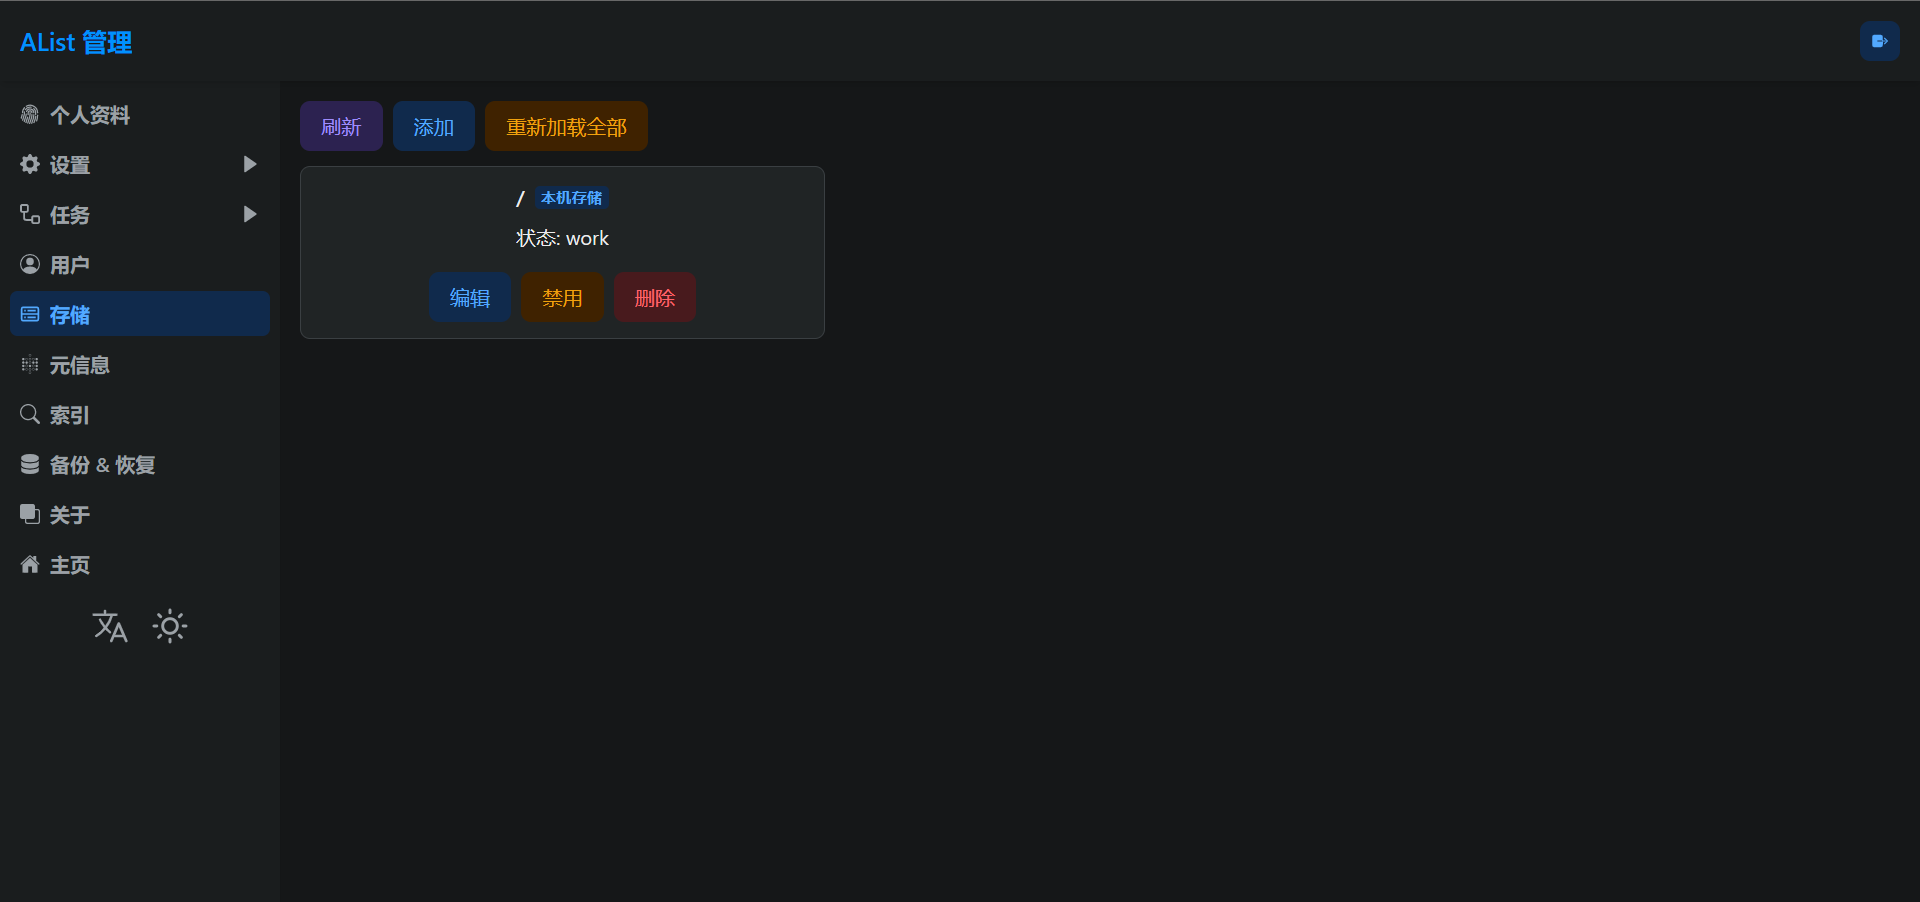 AList 管理
个人资料
设置
任务
用户
存储
元信息
索引
备份 & 恢复
关于
主页
刷新 添加 重新加载全部
/ 本机存储
状态: work
编辑 禁用 删除